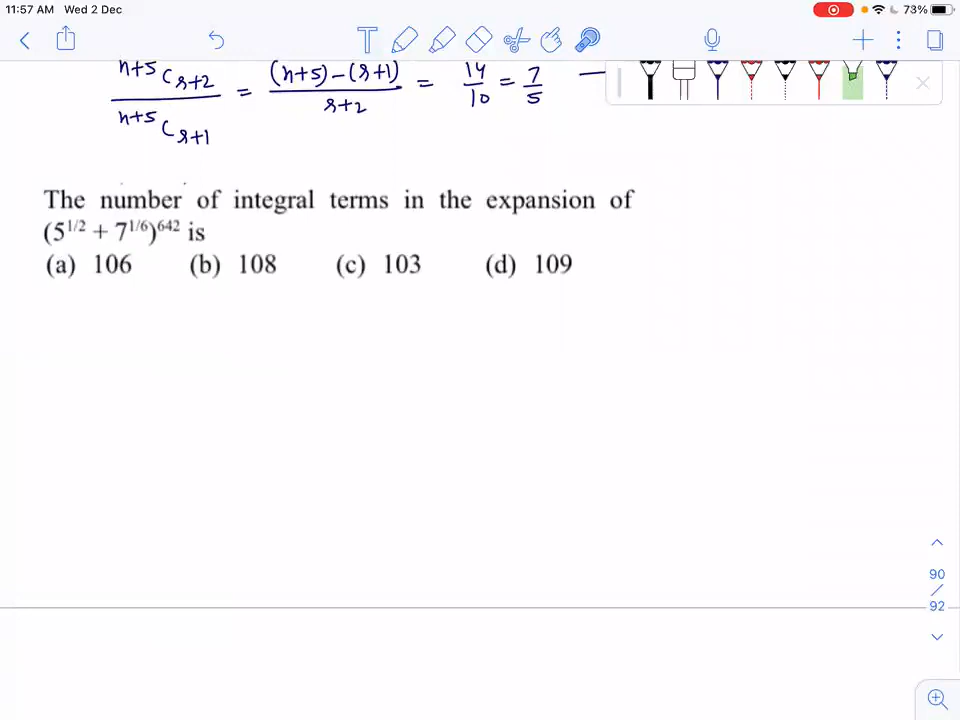 11:57 AM Wed 2 Dec
73%
T
n+5Cr+2 / n+5Cr+1 = (n+5)-(r+1) / r+2 = 14/10 = 7/5
The number of integral terms in the expansion of
(5^1/2 + 7^1/6)^642 is
(a) 106 (b) 108 (c) 103 (d) 109
90
/
92